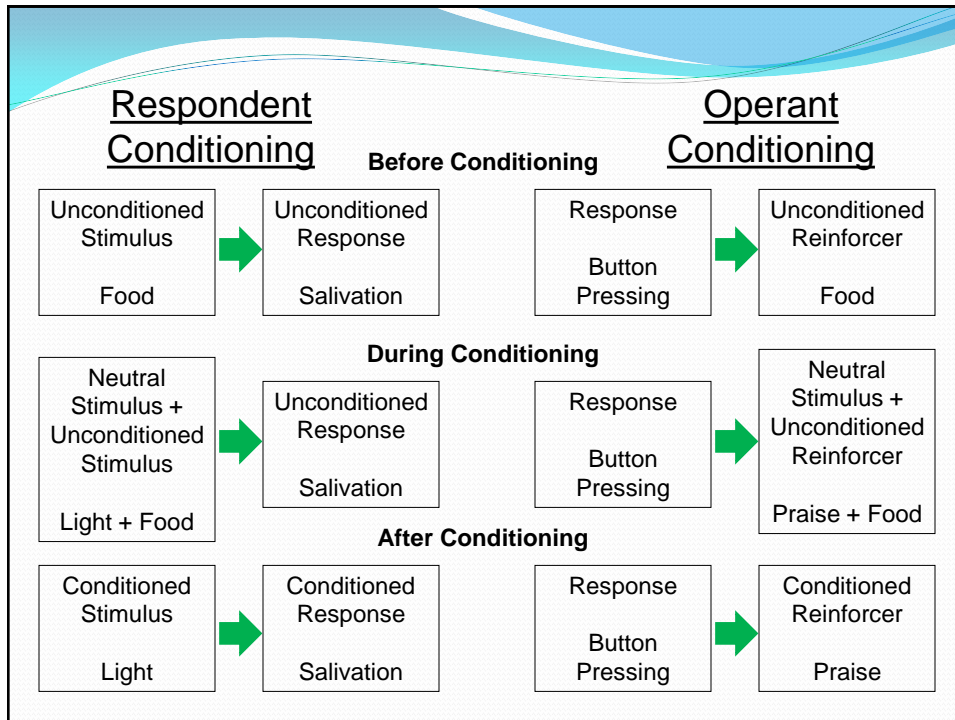 Respondent
Conditioning
Operant
Conditioning
Before Conditioning
Unconditioned
Stimulus
Food
Unconditioned
Response
Salivation
Response
Button
Pressing
Unconditioned
Reinforcer
Food
During Conditioning
Neutral
Stimulus +
Unconditioned
Stimulus
Light + Food
Unconditioned
Response
Salivation
Response
Button
Pressing
Neutral
Stimulus +
Unconditioned
Reinforcer
Praise + Food
After Conditioning
Conditioned
Stimulus
Light
Conditioned
Response
Salivation
Response
Button
Pressing
Conditioned
Reinforcer
Praise